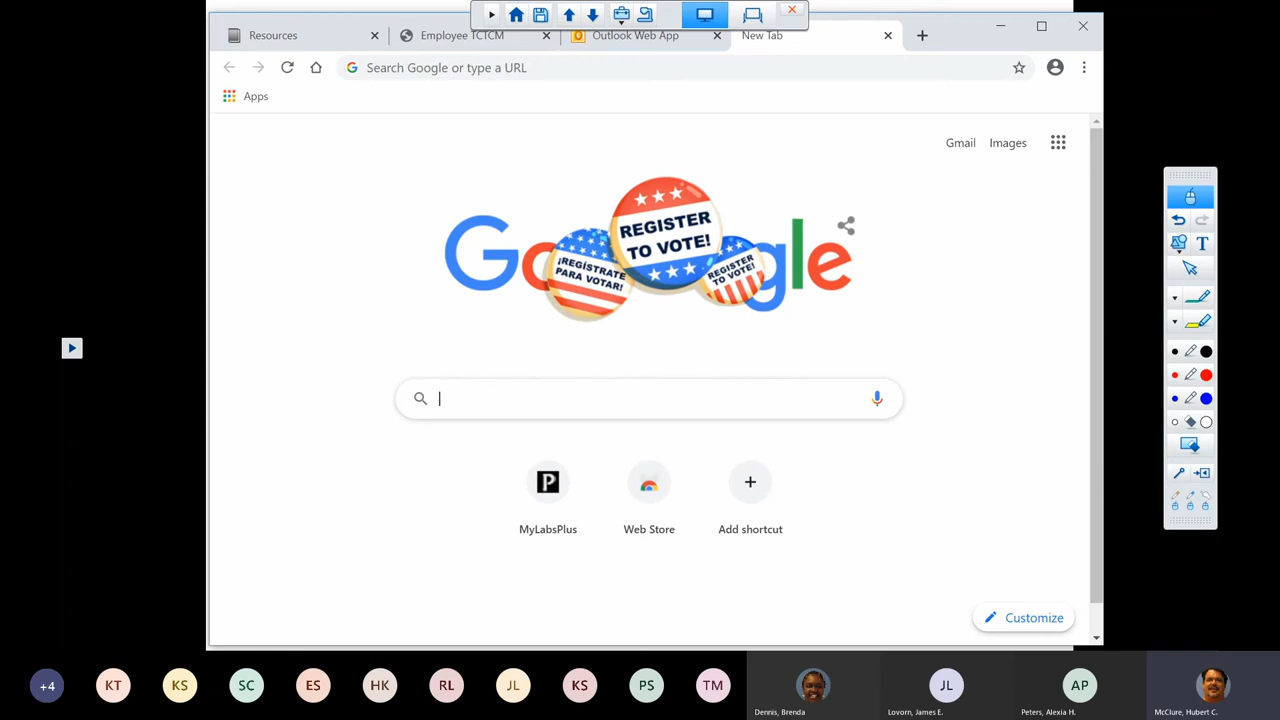 Resources
Employee TCTCM
Outlook Web App
New Tab
Search Google or type a URL
Apps
Gmail
Images
Google
¡REGÍSTRATE
PARA VOTAR!
REGISTER
TO VOTE!
REGISTER
TO VOTE!
MyLabsPlus
Web Store
Add shortcut
Customize
T
+4
KT
KS
SC
ES
HK
RL
JL
KS
PS
TM
Dennis, Brenda
JL
Lovorn, James E.
AP
Peters, Alexia H.
McClure, Hubert C.